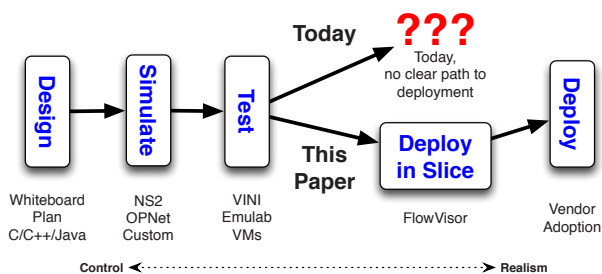 Today
???
Today,
no clear path to
deployment
Design
Simulate
Test
This
Paper
Deploy
in Slice
Deploy
Whiteboard
Plan
C/C++/Java
NS2
OPNet
Custom
VINI
Emulab
VMs
FlowVisor
Vendor
Adoption
Control
Realism